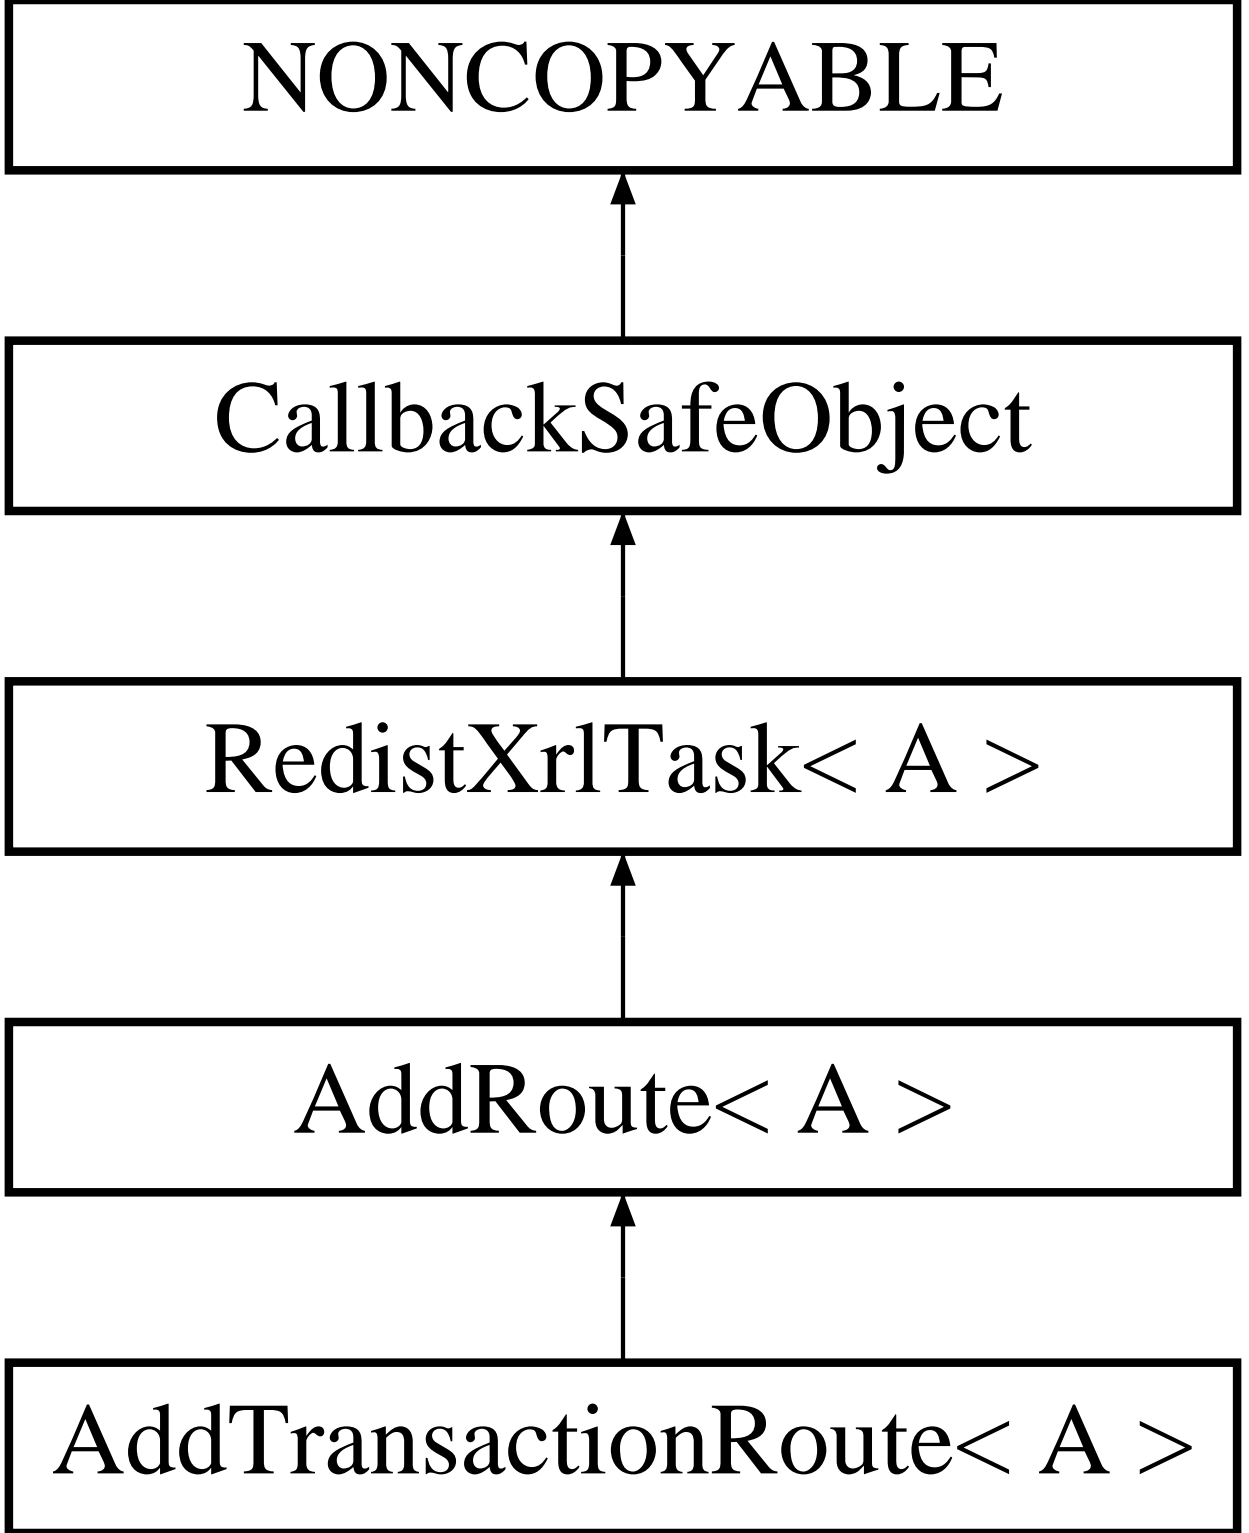 NONCOPYABLE
CallbackSafeObject
RedistXrlTask< A >
AddRoute< A >
AddTransactionRoute< A >